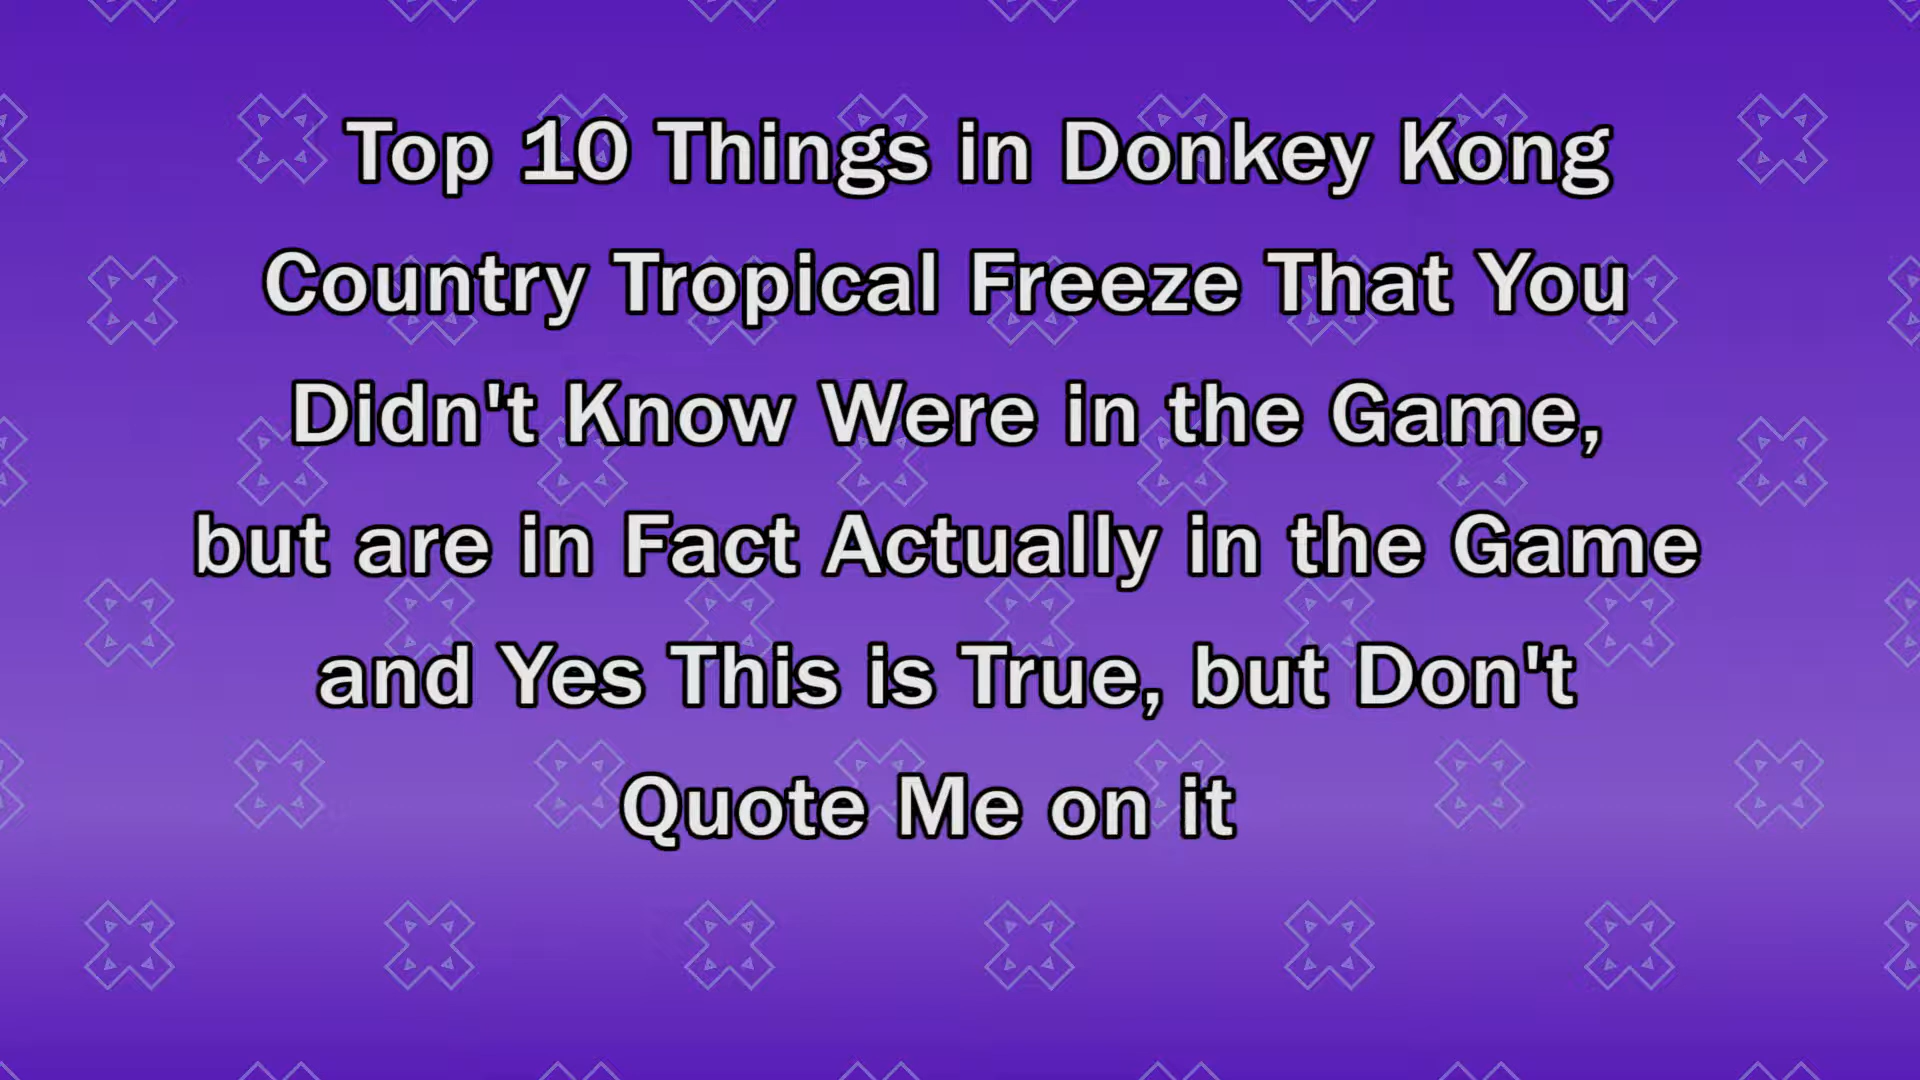 Top 10 Things in Donkey Kong
Country Tropical Freeze That You
Didn't Know Were in the Game,
but are in Fact Actually in the Game
and Yes This is True, but Don't
Quote Me on it